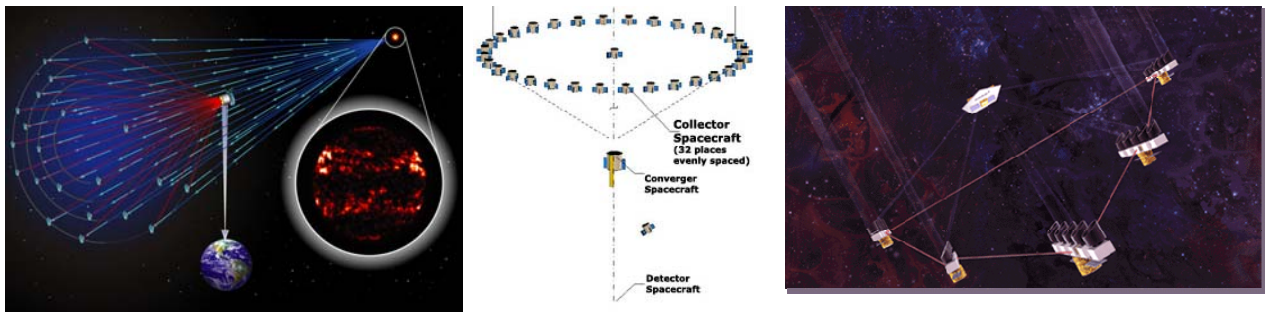 Collector
Spacecraft
(32 places
evenly spaced)
Converger
Spacecraft
Detector
Spacecraft